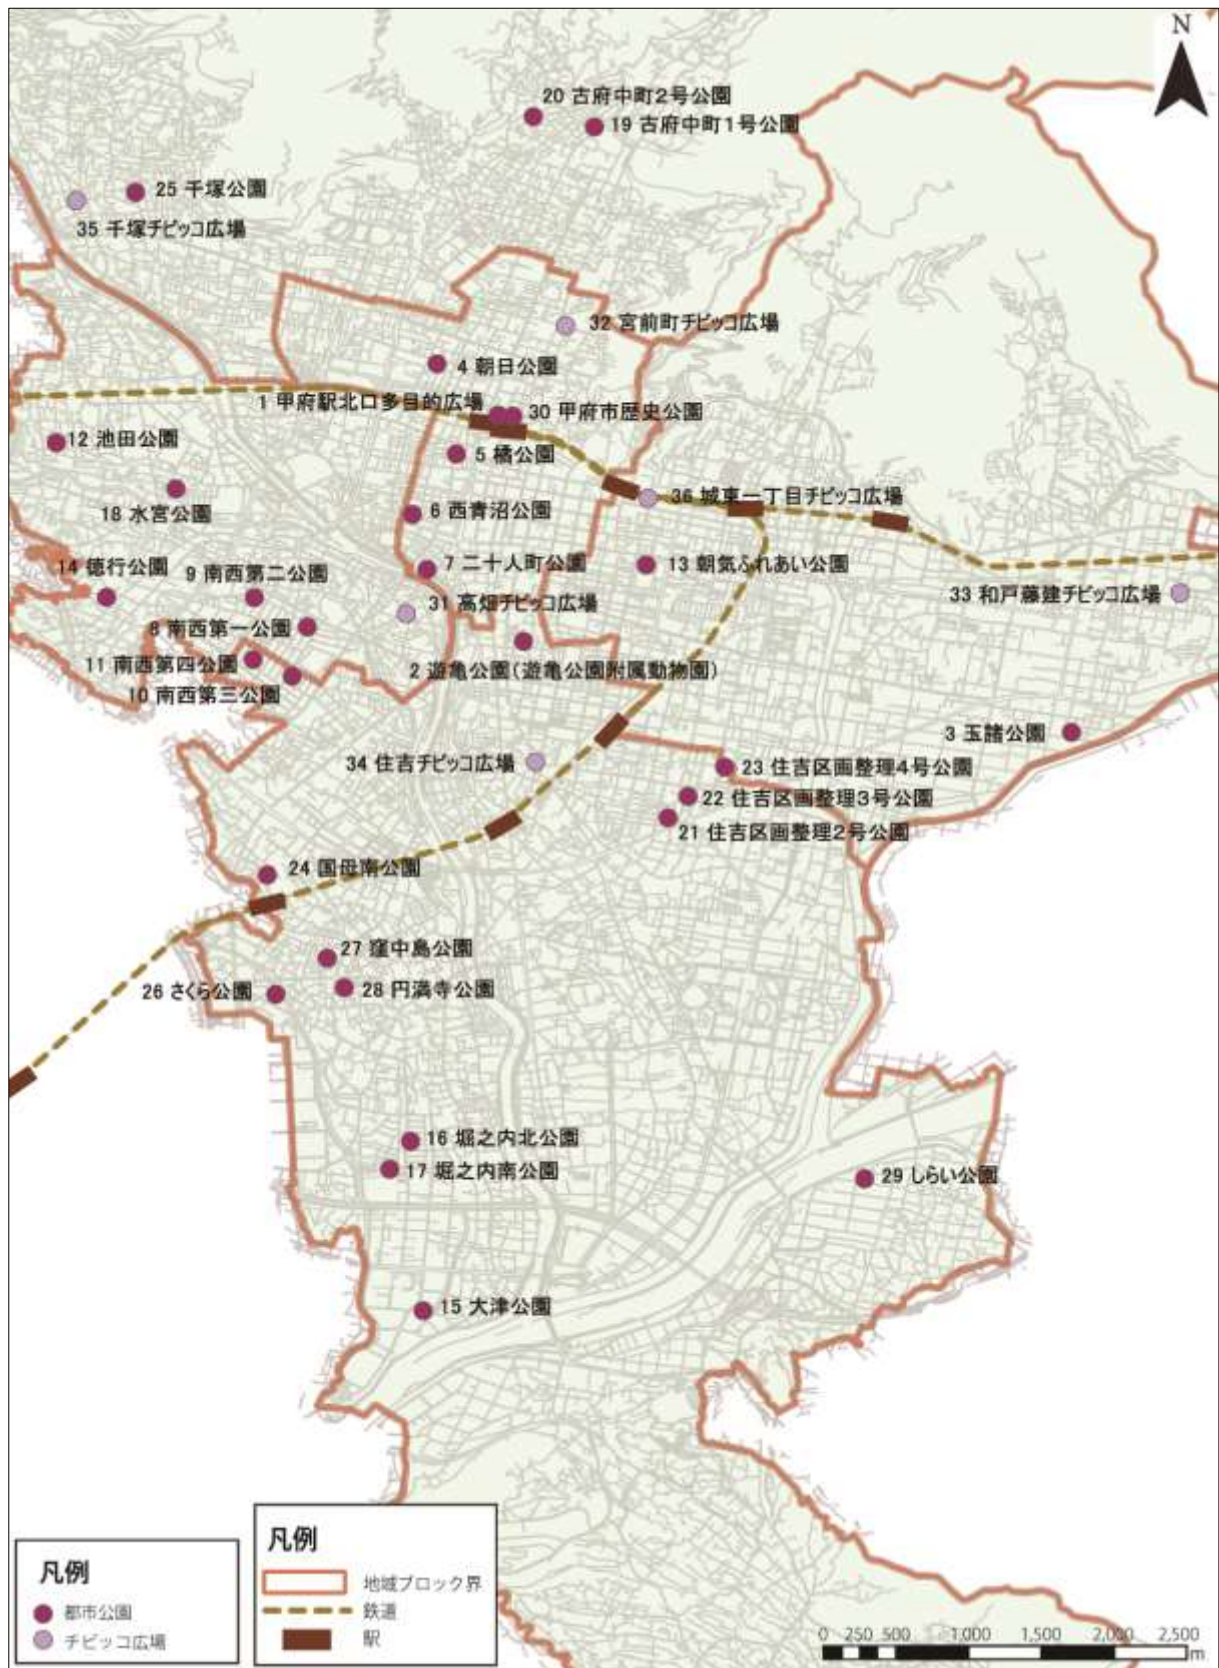 N
20 古府中町2号公園
19 古府中町1号公園
25 千塚公園
35 千塚チビッコ広場
32 宮前町チビッコ広場
4 朝日公園
1 甲府駅北口多目的広場
30 甲府市歴史公園
12 池田公園
5 橘公園
18 水宮公園
36 城東一丁目チビッコ広場
6 西青沼公園
14 徳行公園
9 南西第二公園
7 二十人町公園
13 朝気ふれあい公園
33 和戸藤建チビッコ広場
31 高畑チビッコ広場
8 南西第一公園
11 南西第四公園
2 遊亀公園(遊亀公園附属動物園)
10 南西第三公園
3 玉諸公園
34 住吉チビッコ広場
23 住吉区画整理4号公園
22 住吉区画整理3号公園
21 住吉区画整理2号公園
24 国母南公園
27 窪中島公園
26 さくら公園
28 円満寺公園
16 堀之内北公園
17 堀之内南公園
29 しらい公園
15 大津公園
凡例
都市公園
チビッコ広場
凡例
地域ブロック界
鉄道
駅
0 250 500 1,000 1,500 2,000 2,500
m